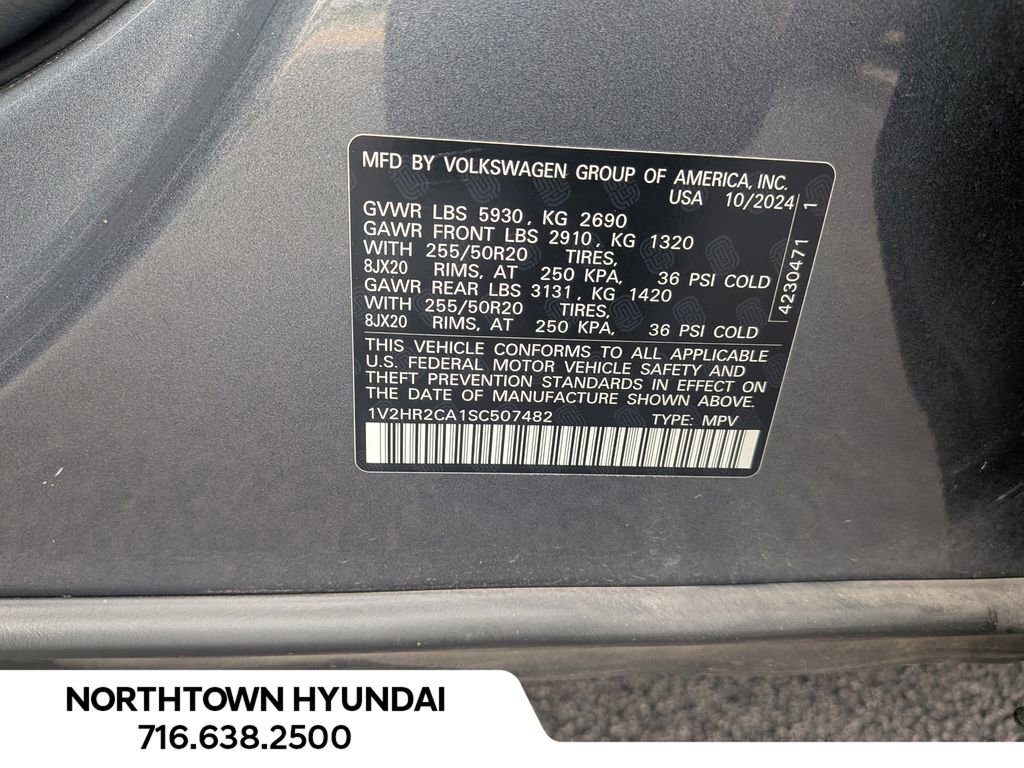 MFD BY VOLKSWAGEN GROUP OF AMERICA, INC.
USA 10/2024
GVWR LBS 5930, KG 2690
GAWR FRONT LBS 2910, KG 1320
WITH 255/50R20 TIRES,
8JX20 RIMS, AT 250 KPA, 36 PSI COLD
GAWR REAR LBS 3131, KG 1420
WITH 255/50R20 TIRES,
8JX20 RIMS, AT 250 KPA, 36 PSI COLD
4230471 1
THIS VEHICLE CONFORMS TO ALL APPLICABLE
U.S. FEDERAL MOTOR VEHICLE SAFETY AND
THEFT PREVENTION STANDARDS IN EFFECT ON
THE DATE OF MANUFACTURE SHOWN ABOVE.
1V2HR2CA1SC507482 TYPE: MPV
NORTHTOWN HYUNDAI
716.638.2500